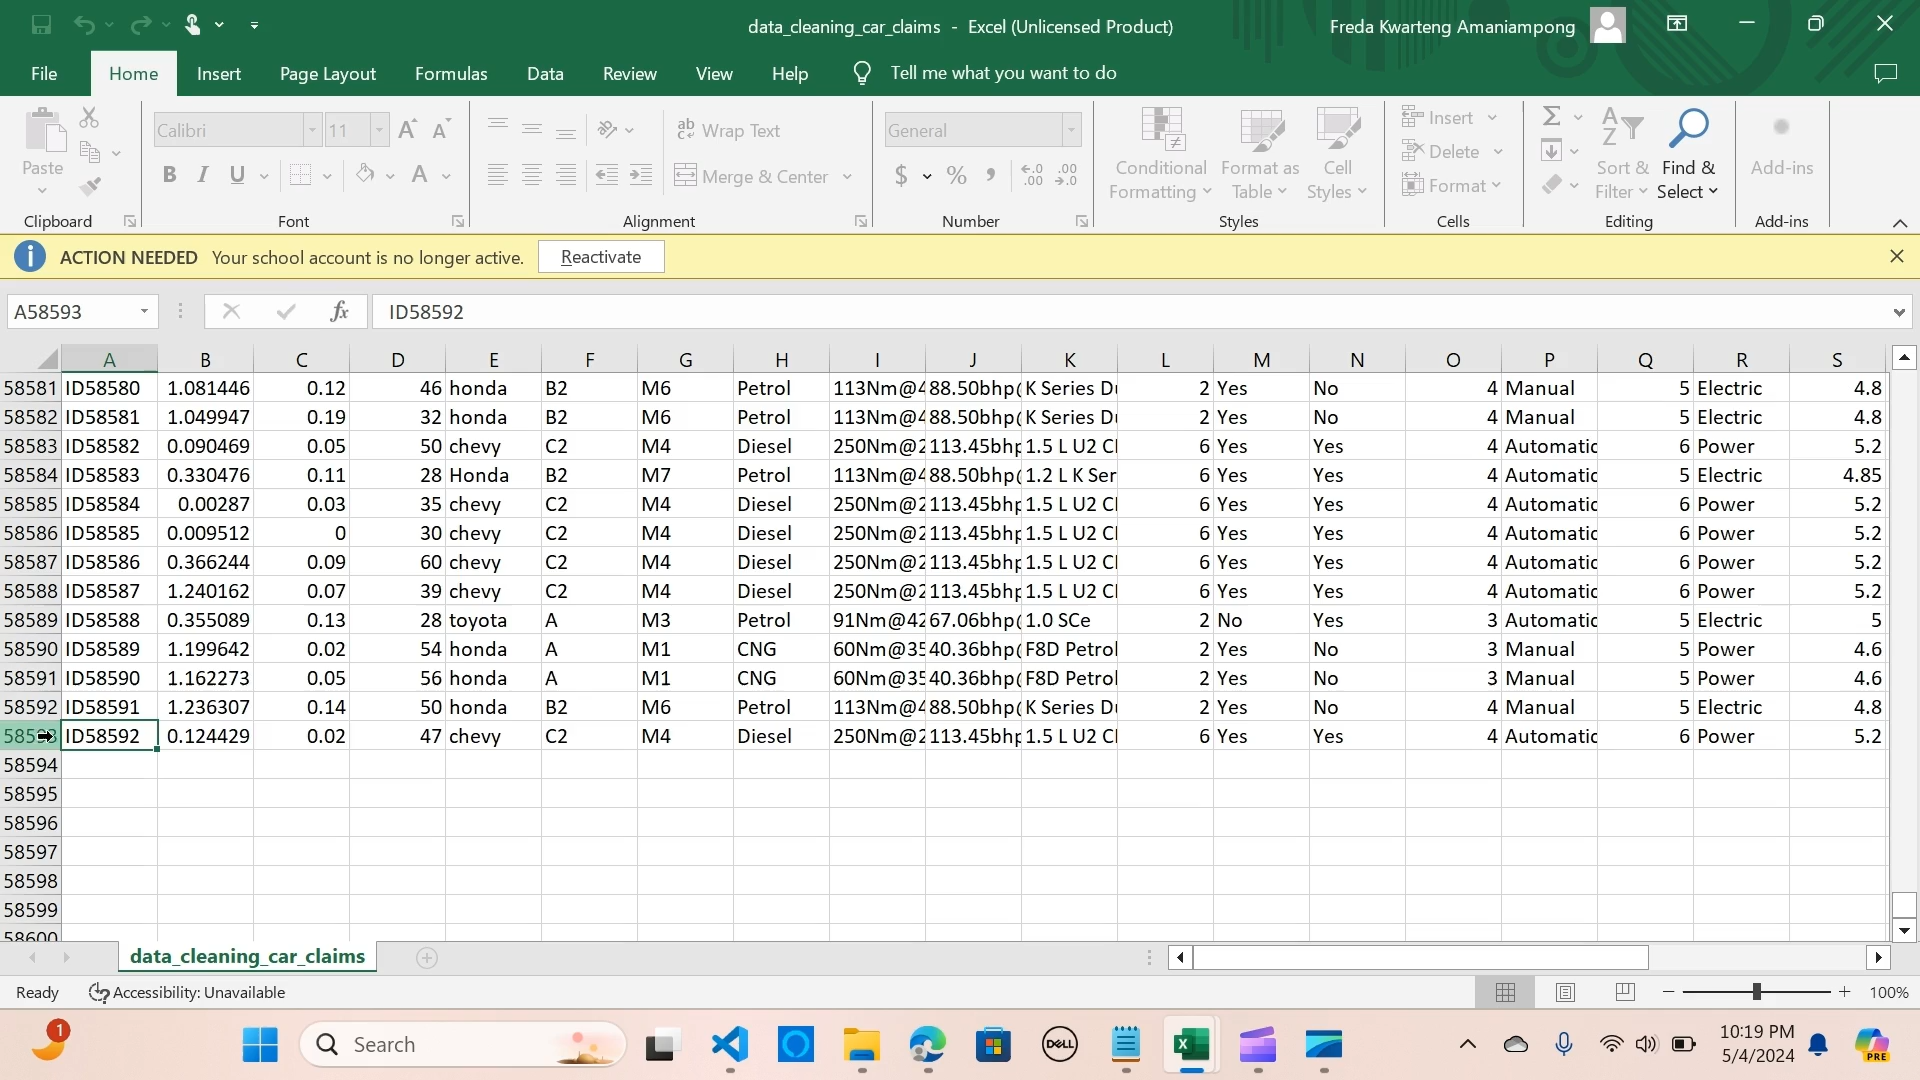 data_cleaning_car_claims - Excel (Unlicensed Product)
Freda Kwarteng Amaniampong
File Home Insert Page Layout Formulas Data Review View Help Tell me what you want to do
Paste
Clipboard
Calibri 11
B I U
Font
Wrap Text
Merge & Center
Alignment
General
$ %
Number
Conditional Formatting
Format as Table
Cell Styles
Styles
Insert
Delete
Format
Cells
Sort & Filter
Find & Select
Editing
Add-ins
Add-ins
ACTION NEEDED Your school account is no longer active. Reactivate
A58593 fx ID58592
A B C D E F G H I J K L M N O P Q R S
58581 ID58580 1.081446 0.12 46 honda B2 M6 Petrol 113Nm@4 88.50bhp@ K Series Du 2 Yes No 4 Manual 5 Electric 4.8
58582 ID58581 1.049947 0.19 32 honda B2 M6 Petrol 113Nm@4 88.50bhp@ K Series Du 2 Yes No 4 Manual 5 Electric 4.8
58583 ID58582 0.090469 0.05 50 chevy C2 M4 Diesel 250Nm@2 113.45bhp 1.5 L U2 CI 6 Yes Yes 4 Automatic 6 Power 5.2
58584 ID58583 0.330476 0.11 28 Honda B2 M7 Petrol 113Nm@4 88.50bhp@ 1.2 L K Ser 6 Yes Yes 4 Automatic 5 Electric 4.85
58585 ID58584 0.00287 0.03 35 chevy C2 M4 Diesel 250Nm@2 113.45bhp 1.5 L U2 CI 6 Yes Yes 4 Automatic 6 Power 5.2
58586 ID58585 0.009512 0 30 chevy C2 M4 Diesel 250Nm@2 113.45bhp 1.5 L U2 CI 6 Yes Yes 4 Automatic 6 Power 5.2
58587 ID58586 0.366244 0.09 60 chevy C2 M4 Diesel 250Nm@2 113.45bhp 1.5 L U2 CI 6 Yes Yes 4 Automatic 6 Power 5.2
58588 ID58587 1.240162 0.07 39 chevy C2 M4 Diesel 250Nm@2 113.45bhp 1.5 L U2 CI 6 Yes Yes 4 Automatic 6 Power 5.2
58589 ID58588 0.355089 0.13 28 toyota A M3 Petrol 91Nm@42 67.06bhp@ 1.0 SCe 2 No Yes 3 Automatic 5 Electric 5
58590 ID58589 1.199642 0.02 54 honda A M1 CNG 60Nm@35 40.36bhp@ F8D Petrol 2 Yes No 3 Manual 5 Power 4.6
58591 ID58590 1.162273 0.05 56 honda A M1 CNG 60Nm@35 40.36bhp@ F8D Petrol 2 Yes No 3 Manual 5 Power 4.6
58592 ID58591 1.236307 0.14 50 honda B2 M6 Petrol 113Nm@4 88.50bhp@ K Series Du 2 Yes No 4 Manual 5 Electric 4.8
58593 ID58592 0.124429 0.02 47 chevy C2 M4 Diesel 250Nm@2 113.45bhp 1.5 L U2 CI 6 Yes Yes 4 Automatic 6 Power 5.2
58594
58595
58596
58597
58598
58599
58600
data_cleaning_car_claims
Ready Accessibility: Unavailable 100%
1
Search
DELL
10:19 PM
5/4/2024
PRE